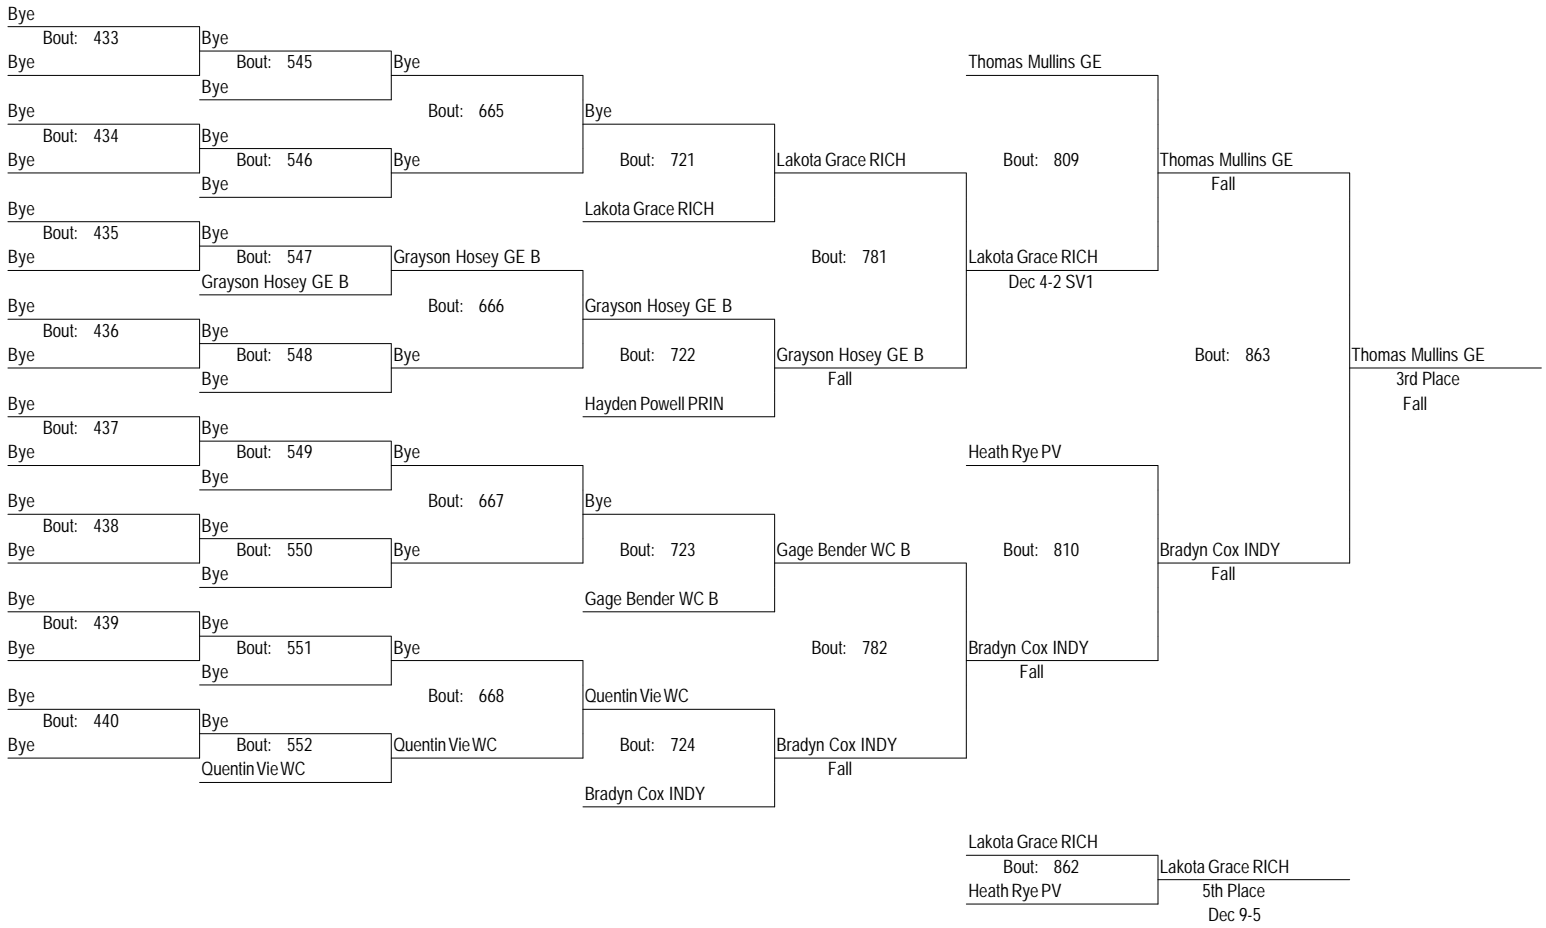 Bye
Bout: 433
Bye
Bye
Bout: 434
Bye
Bye
Bout: 435
Bye
Bye
Bout: 436
Bye
Bye
Bout: 437
Bye
Bye
Bout: 438
Bye
Bye
Bout: 439
Bye
Bye
Bout: 440
Bye
Bye
Bout: 545
Bye
Bye
Bout: 546
Bye
Bye
Bout: 547
Grayson Hosey GE B
Bye
Bout: 548
Bye
Bye
Bout: 549
Bye
Bye
Bout: 550
Bye
Bye
Bout: 551
Bye
Bye
Bout: 552
Quentin Vie WC
Bye
Bout: 665
Bye
Grayson Hosey GE B
Bout: 666
Bye
Bye
Bout: 667
Bye
Bye
Bout: 668
Quentin Vie WC
Bye
Bout: 721
Lakota Grace RICH
Grayson Hosey GE B
Bout: 722
Hayden Powell PRIN
Bye
Bout: 723
Gage Bender WC B
Quentin Vie WC
Bout: 724
Bradyn Cox INDY
Lakota Grace RICH
Bout: 781
Grayson Hosey GE B
Fall
Gage Bender WC B
Bout: 782
Bradyn Cox INDY
Fall
Thomas Mullins GE
Bout: 809
Lakota Grace RICH
Dec 4-2 SV1
Heath Rye PV
Bout: 810
Bradyn Cox INDY
Fall
Thomas Mullins GE
Fall
Bout: 863
Bradyn Cox INDY
Fall
Thomas Mullins GE
3rd Place
Fall
Lakota Grace RICH
Bout: 862
Heath Rye PV
Lakota Grace RICH
5th Place
Dec 9-5